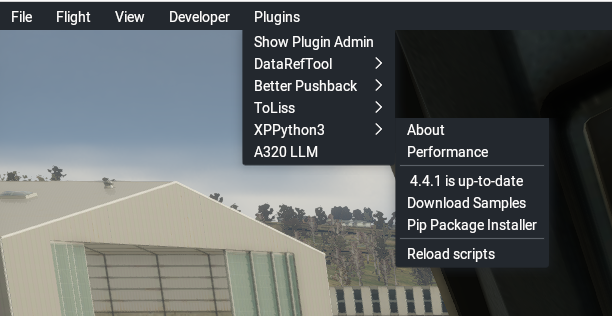 File Flight View Developer Plugins
Show Plugin Admin
DataRefTool
Better Pushback
ToLiss
XPPython3
A320 LLM
About
Performance
4.4.1 is up-to-date
Download Samples
Pip Package Installer
Reload scripts